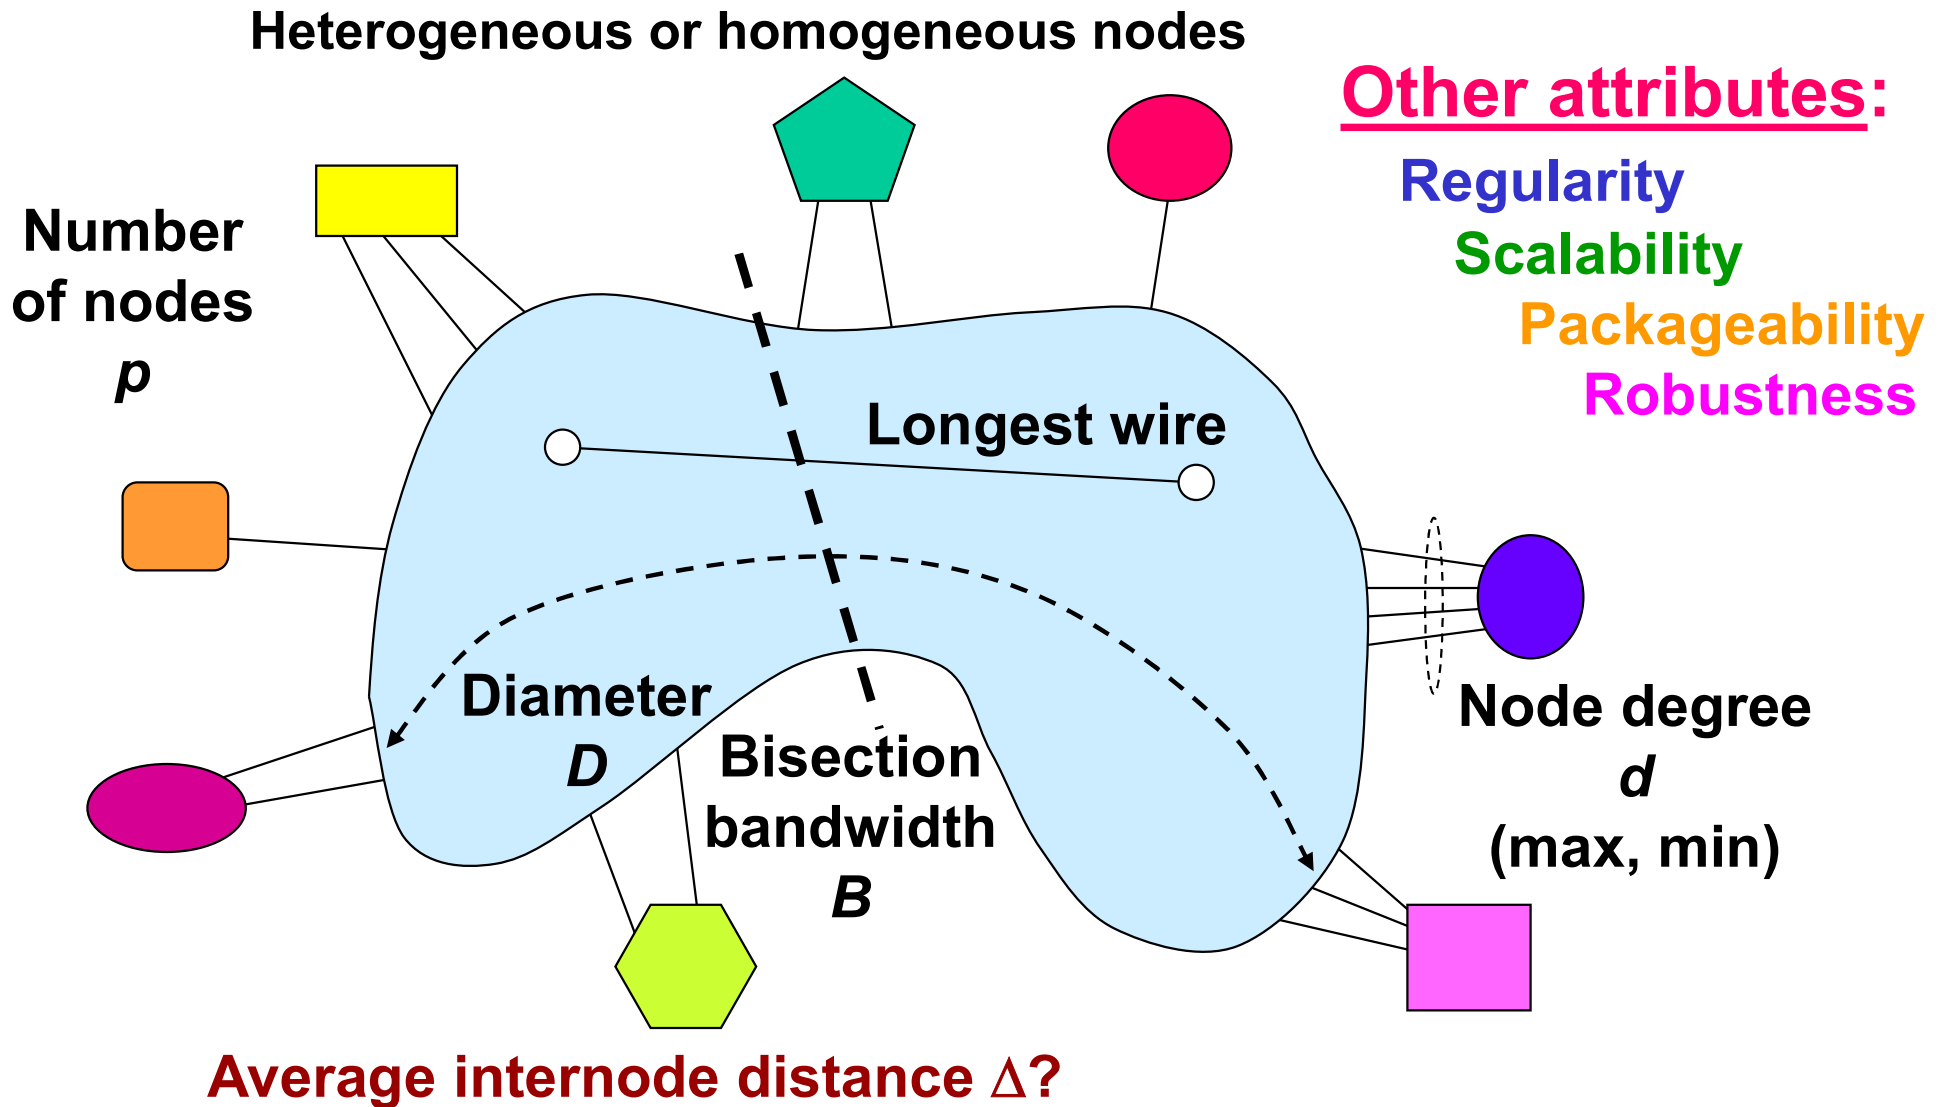 Heterogeneous or homogeneous nodes
Other attributes:
Regularity
Scalability
Packageability
Robustness
Number
of nodes
p
Longest wire
Diameter
D
Bisection
bandwidth
B
Node degree
d
(max, min)
Average internode distance Δ?